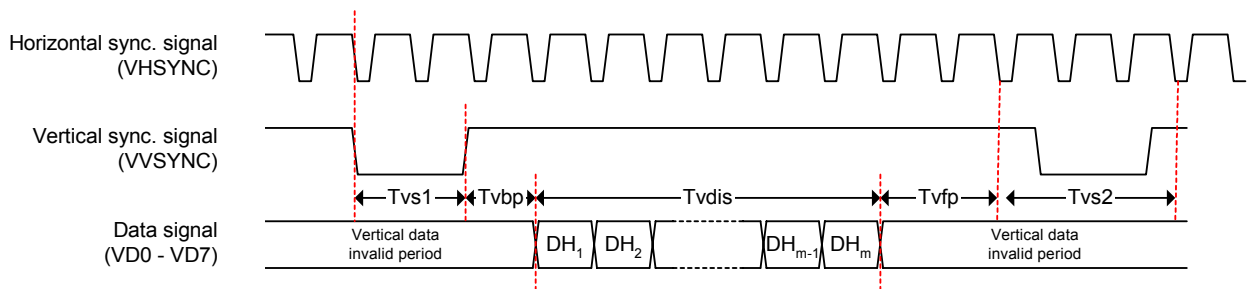 Horizontal sync. signal
(VHSYNC)
Vertical sync. signal
(VVSYNC)
Tvs1 Tvbp Tvdis Tvfp Tvs2
Data signal
(VD0 - VD7)
Vertical data
invalid period
DH1 DH2 DHm-1 DHm
Vertical data
invalid period